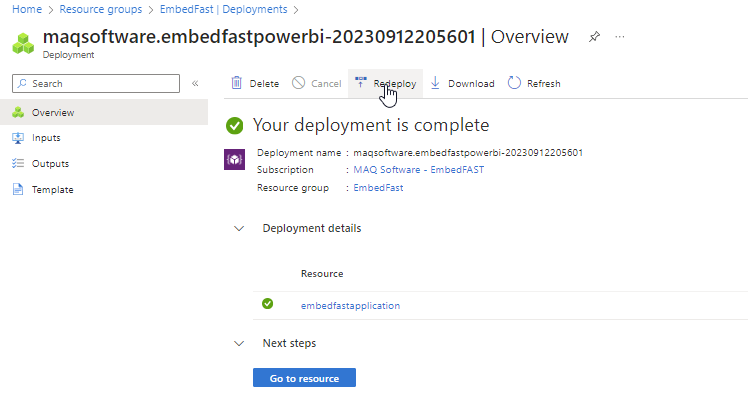 Home > Resource groups > EmbedFast | Deployments >
maqsoftware.embedfastpowerbi-20230912205601 | Overview
Deployment
Search
Delete Cancel Redeploy Download Refresh
Overview
Inputs
Outputs
Template
Your deployment is complete
Deployment name : maqsoftware.embedfastpowerbi-20230912205601
Subscription : MAQ Software - EmbedFAST
Resource group : EmbedFast
Deployment details
Resource
embedfastapplication
Next steps
Go to resource